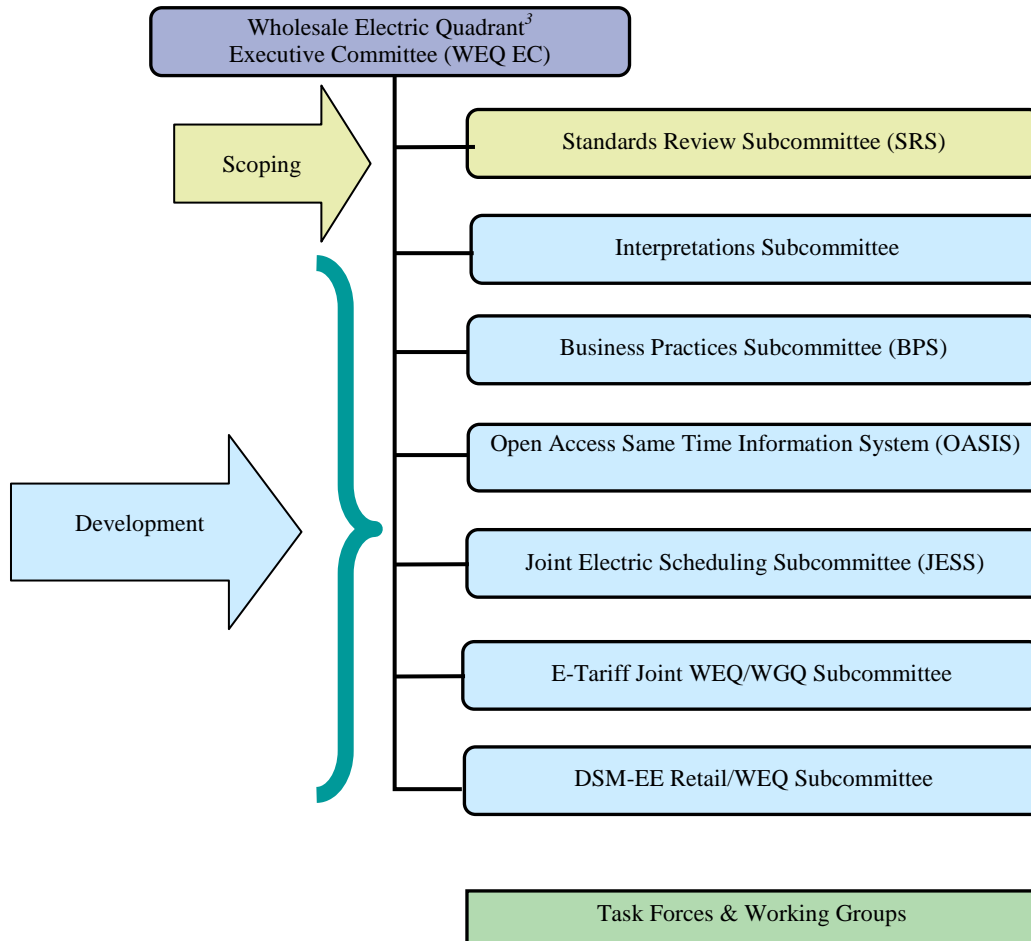 Wholesale Electric Quadrant3
Executive Committee (WEQ EC)
Scoping
Standards Review Subcommittee (SRS)
Interpretations Subcommittee
Business Practices Subcommittee (BPS)
Open Access Same Time Information System (OASIS)
Development
Joint Electric Scheduling Subcommittee (JESS)
E-Tariff Joint WEQ/WGQ Subcommittee
DSM-EE Retail/WEQ Subcommittee
Task Forces & Working Groups